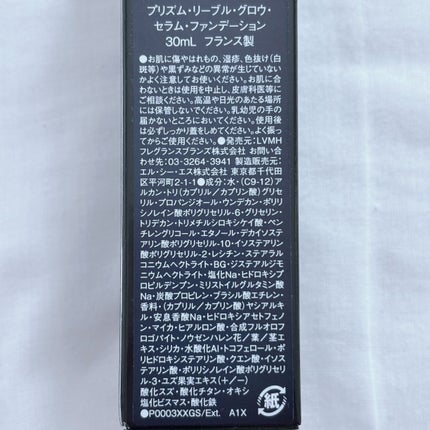 プリズム・リーブル・グロウ・
セラム・ファンデーション
30mL フランス製
●お肌に傷やはれもの、湿疹、色抜け(白
斑等)や黒ずみなどの異常が生じていない
かよく注意してお使いください。お肌に合
わないときは使用を中止し、皮膚科医等に
ご相談ください。高温や日光のあたる場所
には保管しないでください。乳幼児の手の
届かないところにおいてください。使用後
は必ずしっかり蓋をしめてください。よく振っ
てからご使用ください。●発売元:LVMH
フレグランスブランズ株式会社 お問い合
わせ先:03-3264-3941 製造販売元:
エル・シー・エス株式会社 東京都千代田
区平河町2-1-1●成分:水・(C9-12)ア
ルカン・トリ(カプリル/カプリン酸)グリセ
リル・プロパンジオール・ウンデカン・ポリリ
シノレイン酸ポリグリセリル-6・グリセリン・
トリデカン・トリメチルシロキシケイ酸・ペン
チレングリコール・エタノール・デカイソステ
アリン酸ポリグリセリル-10・イソステアリン
酸ポリグリセリル-2・レシチン・ステアラル
コニウムヘクトライト・BG・ジステアルジモ
ニウムヘクトライト・塩化Na・ヒドロキシプ
ロピルデンプン・ミリストイルグルタミン酸
Na・炭酸プロピレン・ブラシル酸エチレン・
香料・(カプリル/カプリン酸)ヤシアルキ
ル・安息香酸Na・ヒドロキシアセトフェノ
ン・マイカ・ヒアルロン酸・合成フルオロフ
ロゴパイト・ノウゼンハレン花/葉/茎エ
キス・シリカ・水酸化Al・トコフェロール・ポ
リヒドロキシステアリン酸・クエン酸・イソス
テアリン酸・ポリリシノレイン酸ポリグリセリ
ル-3・ユズ果実エキス(+/-)
酸化スズ・酸化チタン・オキシ
塩化ビスマス・酸化鉄
●P0003XXGS/Ext. A1X
紙